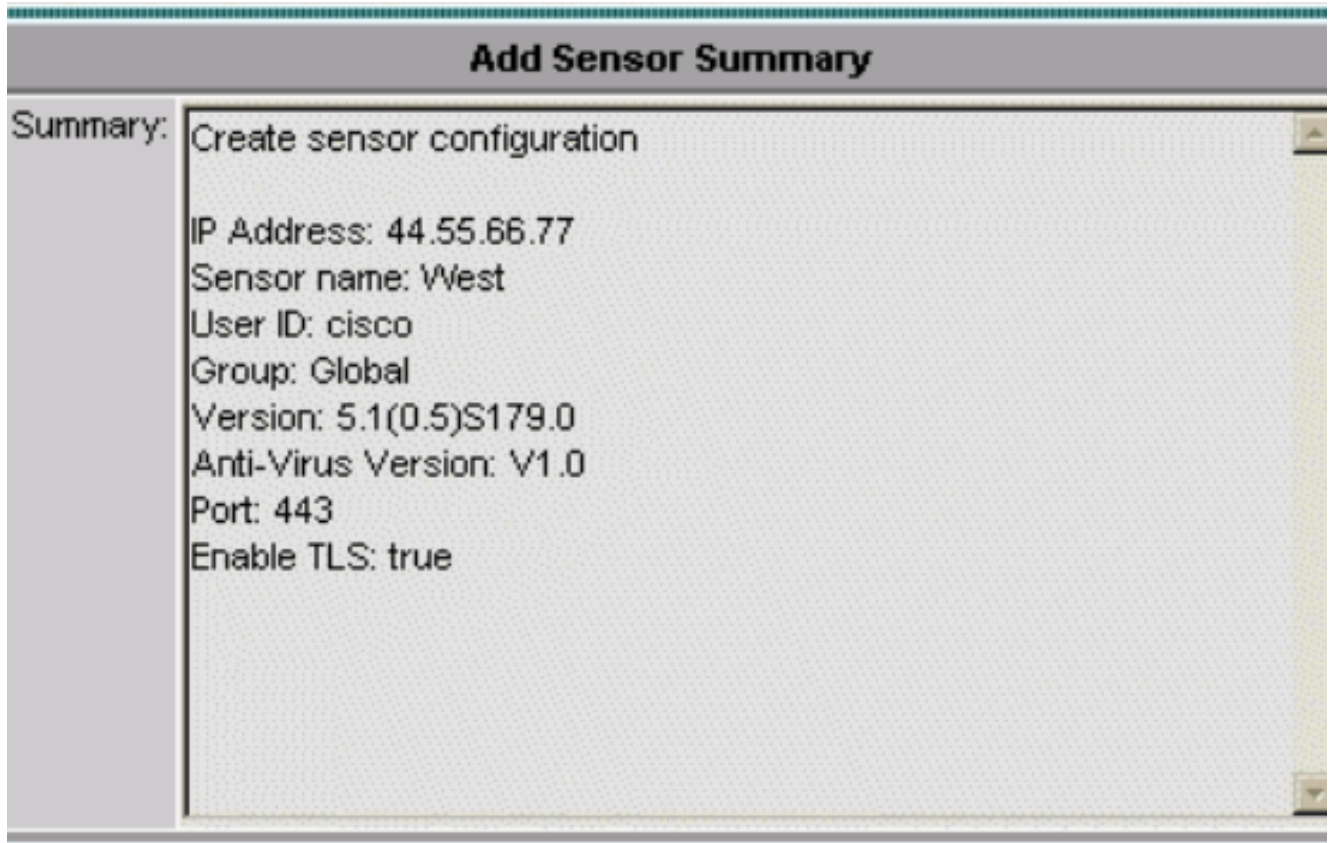 Add Sensor Summary
Summary:
Create sensor configuration
IP Address: 44.55.66.77
Sensor name: West
User ID: cisco
Group: Global
Version: 5.1(0.5)S179.0
Anti-Virus Version: V1.0
Port: 443
Enable TLS: true